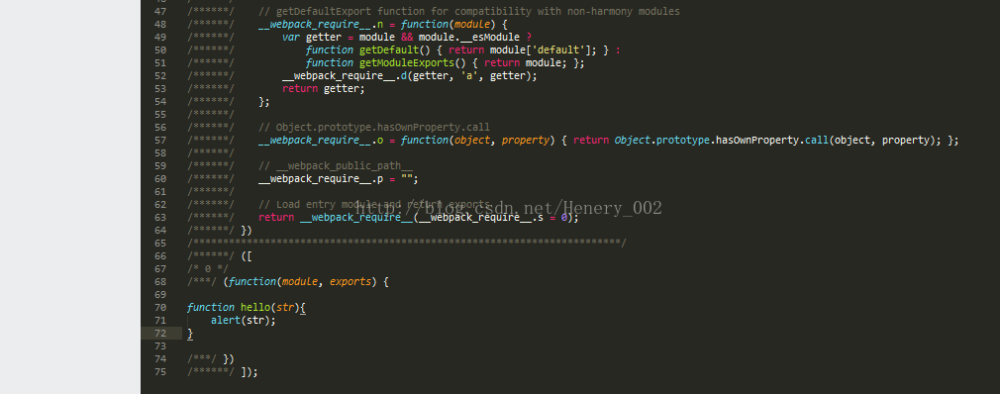 46 /******/
47 /******/ // getDefaultExport function for compatibility with non-harmony modules
48 /******/ __webpack_require__.n = function(module) {
49 /******/ var getter = module && module.__esModule ?
50 /******/ function getDefault() { return module['default']; } :
51 /******/ function getModuleExports() { return module; };
52 /******/ __webpack_require__.d(getter, 'a', getter);
53 /******/ return getter;
54 /******/ };
55 /******/
56 /******/ // Object.prototype.hasOwnProperty.call
57 /******/ __webpack_require__.o = function(object, property) { return Object.prototype.hasOwnProperty.call(object, property); };
58 /******/
59 /******/ // __webpack_public_path__
60 /******/ __webpack_require__.p = "";
61 /******/
62 /******/ // Load entry module and return exports
http://blog.csdn.net/Henery_002
63 /******/ return __webpack_require__(__webpack_require__.s = 0);
64 /******/ })
65 /************************************************************************/
66 /******/ ([
67 /* 0 */
68 /***/ (function(module, exports) {
69
70 function hello(str){
71 alert(str);
72 }
73
74 /***/ })
75 /******/ ]);